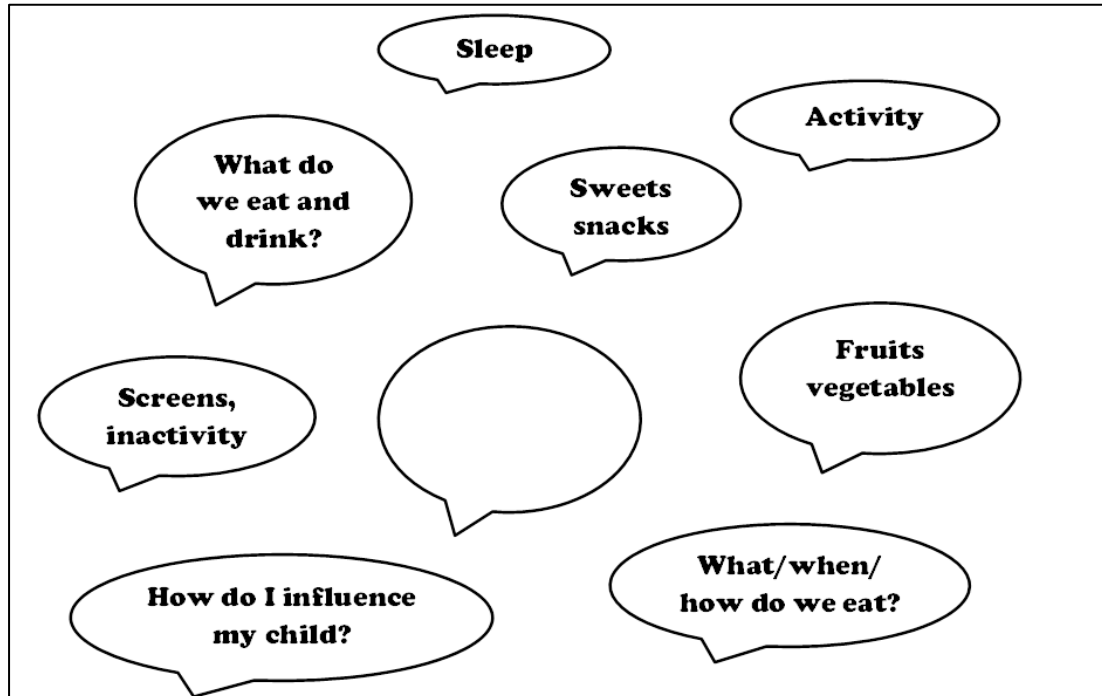 Sleep
Activity
What do
we eat and
drink?
Sweets
snacks
Fruits
vegetables
Screens,
inactivity
What/when/
how do we eat?
How do I influence
my child?